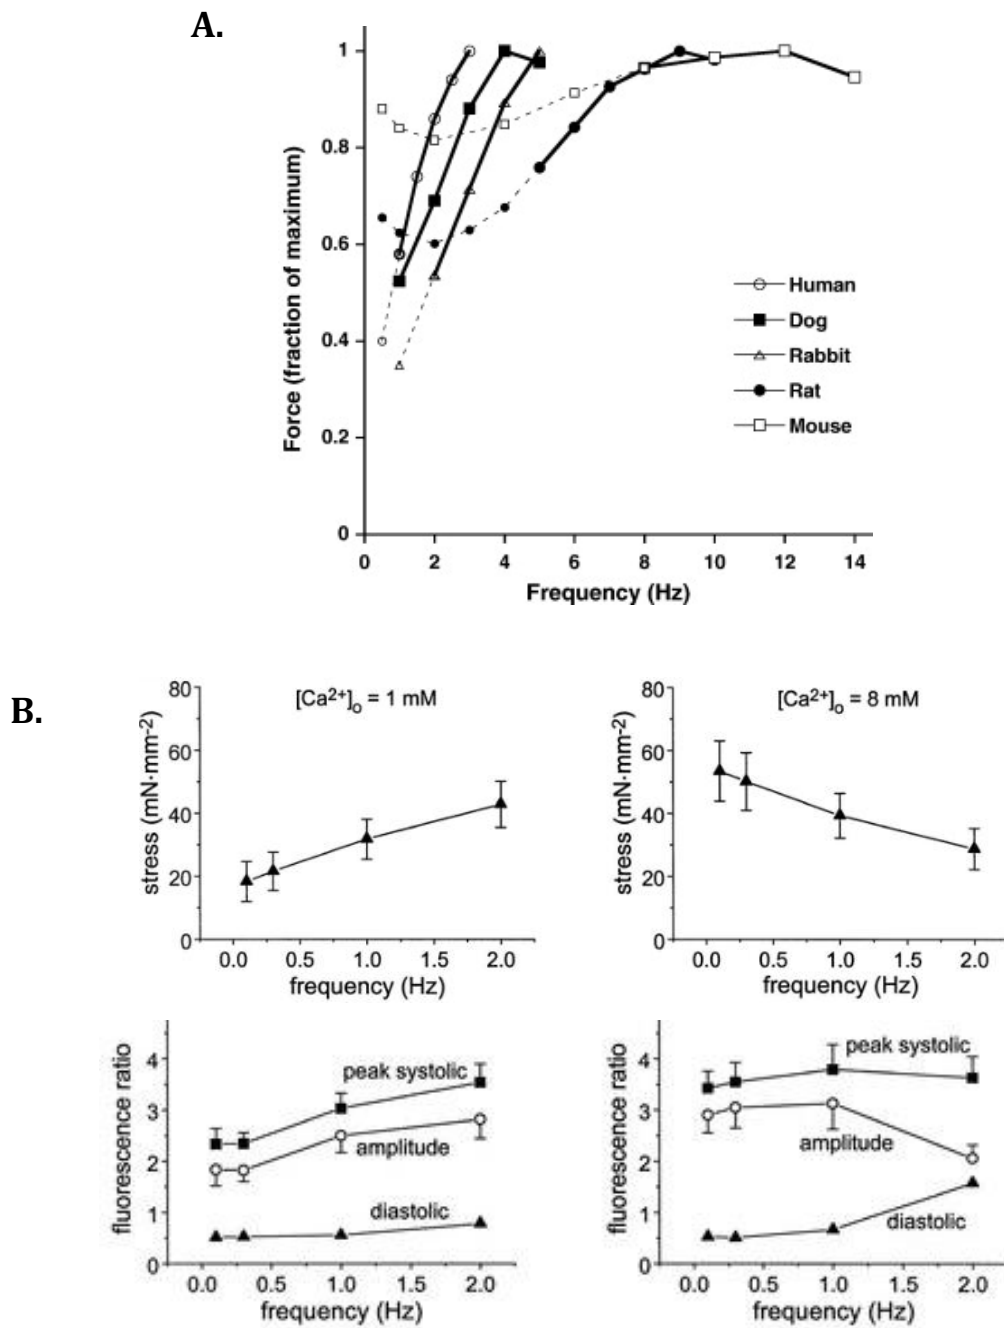 A.
Force (fraction of maximum)
1
0.8
0.6
0.4
0.2
0
0 2 4 6 8 10 12 14
Frequency (Hz)
Human
Dog
Rabbit
Rat
Mouse
B.
[Ca2+]o = 1 mM
stress (mN·mm-2)
80
60
40
20
0
0.0 0.5 1.0 1.5 2.0
frequency (Hz)
[Ca2+]o = 8 mM
stress (mN·mm-2)
80
60
40
20
0
0.0 0.5 1.0 1.5 2.0
frequency (Hz)
fluorescence ratio
4
3
2
1
0
peak systolic
amplitude
diastolic
0.0 0.5 1.0 1.5 2.0
frequency (Hz)
fluorescence ratio
4
3
2
1
0
peak systolic
amplitude
diastolic
0.0 0.5 1.0 1.5 2.0
frequency (Hz)